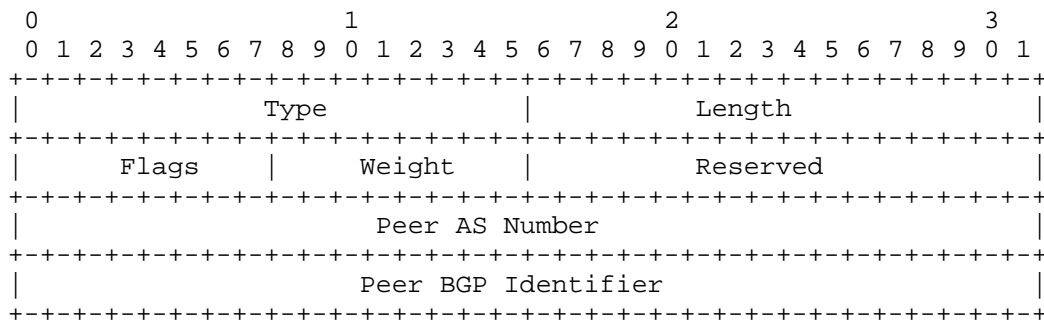 0                   1                   2                   3
 0 1 2 3 4 5 6 7 8 9 0 1 2 3 4 5 6 7 8 9 0 1 2 3 4 5 6 7 8 9 0 1
+-+-+-+-+-+-+-+-+-+-+-+-+-+-+-+-+-+-+-+-+-+-+-+-+-+-+-+-+-+-+-+-+
|               Type            |          Length               |
+-+-+-+-+-+-+-+-+-+-+-+-+-+-+-+-+-+-+-+-+-+-+-+-+-+-+-+-+-+-+-+-+
|      Flags    |     Weight    |          Reserved             |
+-+-+-+-+-+-+-+-+-+-+-+-+-+-+-+-+-+-+-+-+-+-+-+-+-+-+-+-+-+-+-+-+
|                      Peer AS Number                           |
+-+-+-+-+-+-+-+-+-+-+-+-+-+-+-+-+-+-+-+-+-+-+-+-+-+-+-+-+-+-+-+-+
|                     Peer BGP Identifier                       |
+-+-+-+-+-+-+-+-+-+-+-+-+-+-+-+-+-+-+-+-+-+-+-+-+-+-+-+-+-+-+-+-+